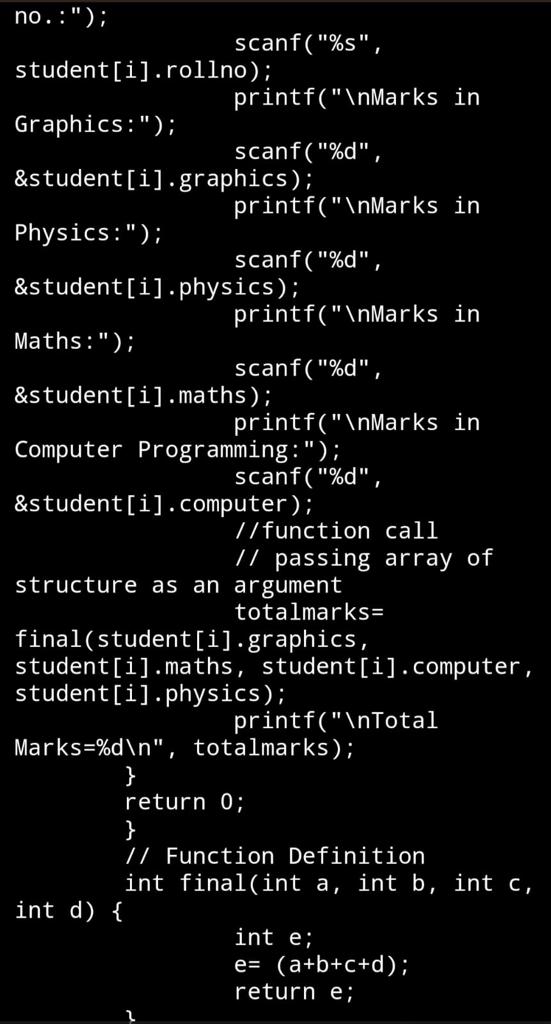 no.:");
scanf("%s",
student[i].rollno);
printf("\nMarks in
Graphics:");
scanf("%d",
&student[i].graphics);
printf("\nMarks in
Physics:");
scanf("%d",
&student[i].physics);
printf("\nMarks in
Maths:");
scanf("%d",
&student[i].maths);
printf("\nMarks in
Computer Programming:");
scanf("%d",
&student[i].computer);
//function call
// passing array of
structure as an argument
totalmarks=
final(student[i].graphics,
student[i].maths, student[i].computer,
student[i].physics);
printf("\nTotal
Marks=%d\n", totalmarks);
}
return 0;
}
// Function Definition
int final(int a, int b, int c,
int d) {
int e;
e= (a+b+c+d);
return e;
}